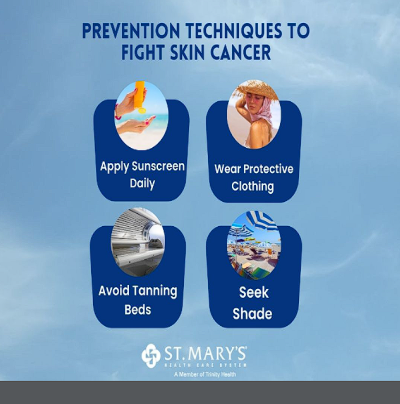 PREVENTION TECHNIQUES TO
FIGHT SKIN CANCER
Apply Sunscreen
Daily
Wear Protective
Clothing
Avoid Tanning
Beds
Seek
Shade
ST. MARY'S
HEALTH CARE SYSTEM
A Member of Trinity Health